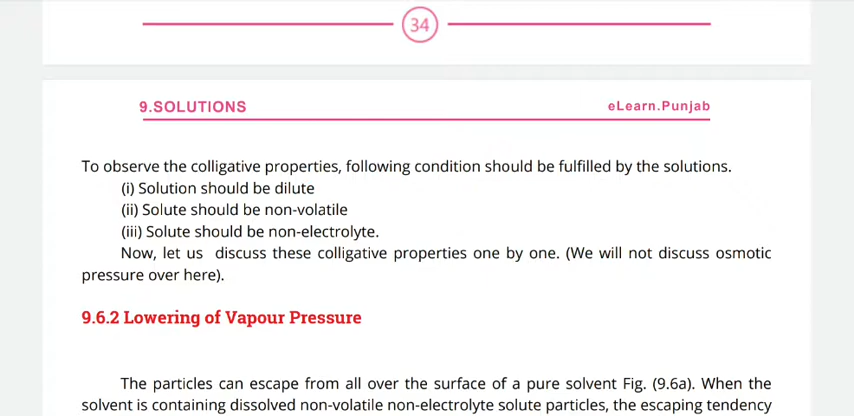 34
9.SOLUTIONS eLearn.Punjab
To observe the colligative properties, following condition should be fulfilled by the solutions.
(i) Solution should be dilute
(ii) Solute should be non-volatile
(iii) Solute should be non-electrolyte.
Now, let us discuss these colligative properties one by one. (We will not discuss osmotic
pressure over here).
9.6.2 Lowering of Vapour Pressure
The particles can escape from all over the surface of a pure solvent Fig. (9.6a). When the
solvent is containing dissolved non-volatile non-electrolyte solute particles, the escaping tendency